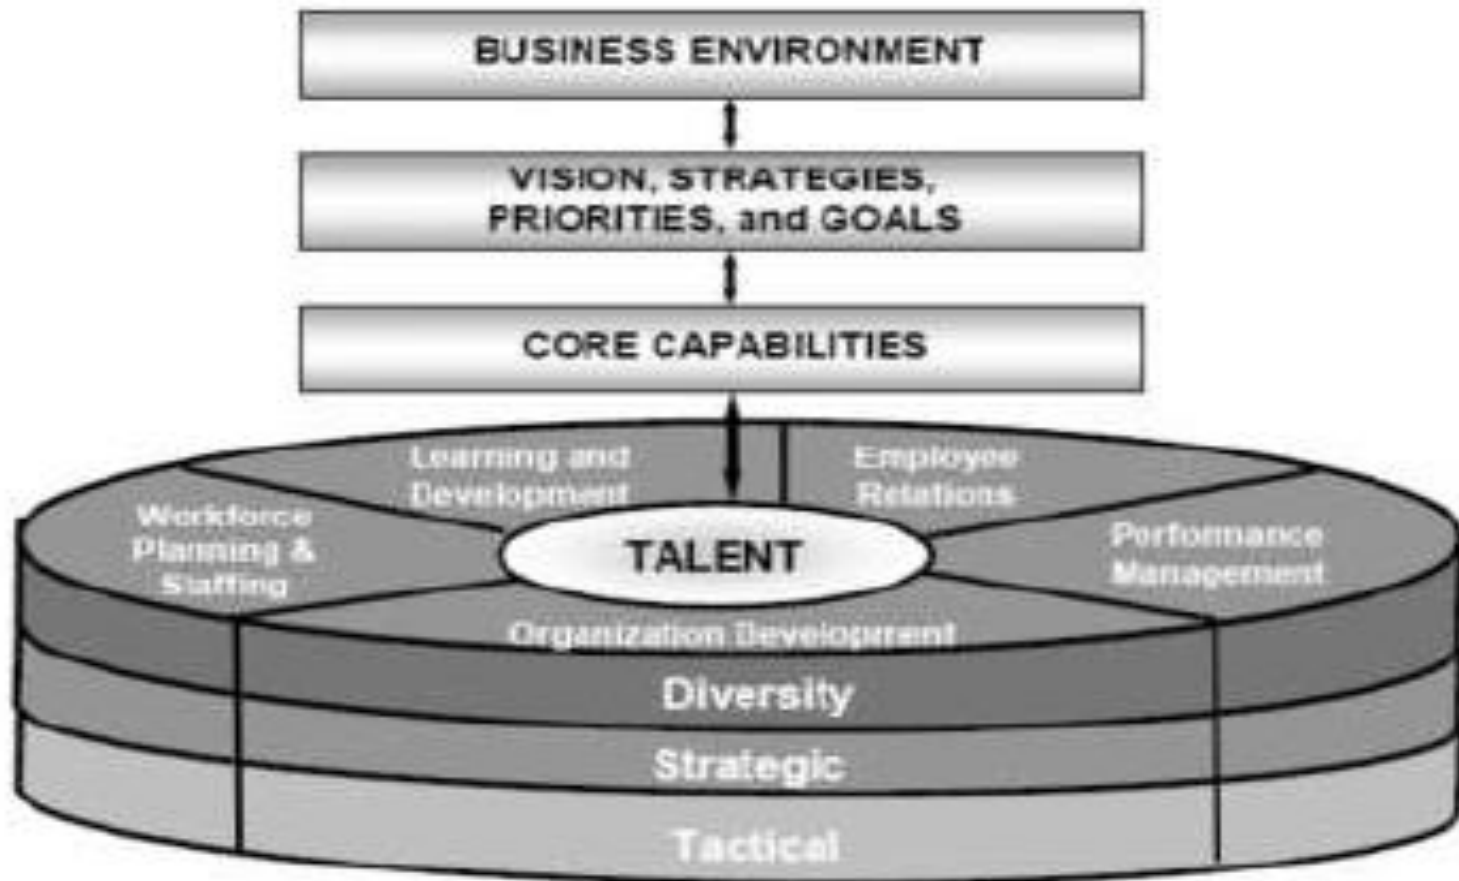 BUSINESS ENVIRONMENT
VISION, STRATEGIES,
PRIORITIES, and GOALS
CORE CAPABILITIES
Learning and
Development
Employee
Relations
Workforce
Planning &
Staffing
TALENT
Performance
Management
Organization Development
Diversity
Strategic
Tactical